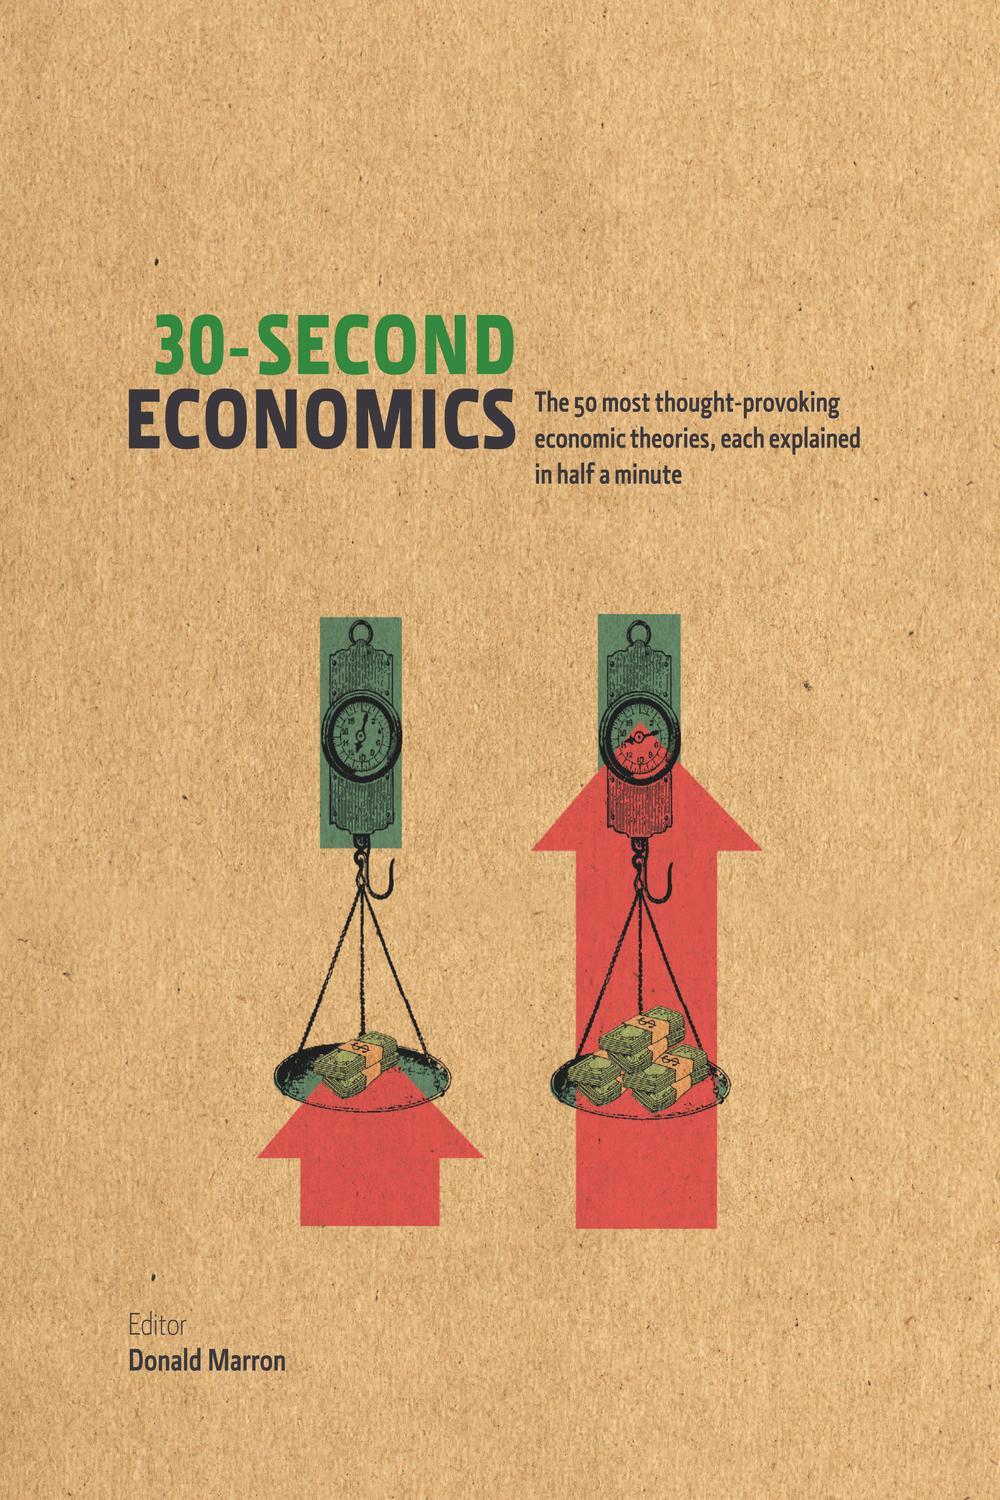 30-SECOND
ECONOMICS
The 50 most thought-provoking
economic theories, each explained
in half a minute
Editor
Donald Marron